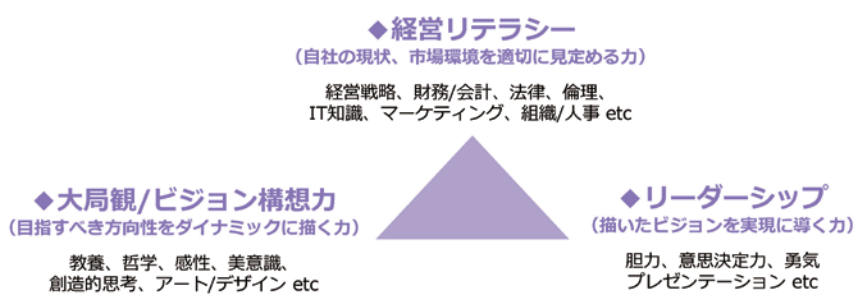 ◆経営リテラシー
（自社の現状、市場環境を適切に見定める力）
経営戦略、財務/会計、法律、倫理、
IT知識、マーケティング、組織/人事 etc
◆大局観/ビジョン構想力
（目指すべき方向性をダイナミックに描く力）
教養、哲学、感性、美意識、
創造的思考、アート/デザイン etc
◆リーダーシップ
（描いたビジョンを実現に導く力）
胆力、意思決定力、勇気
プレゼンテーション etc